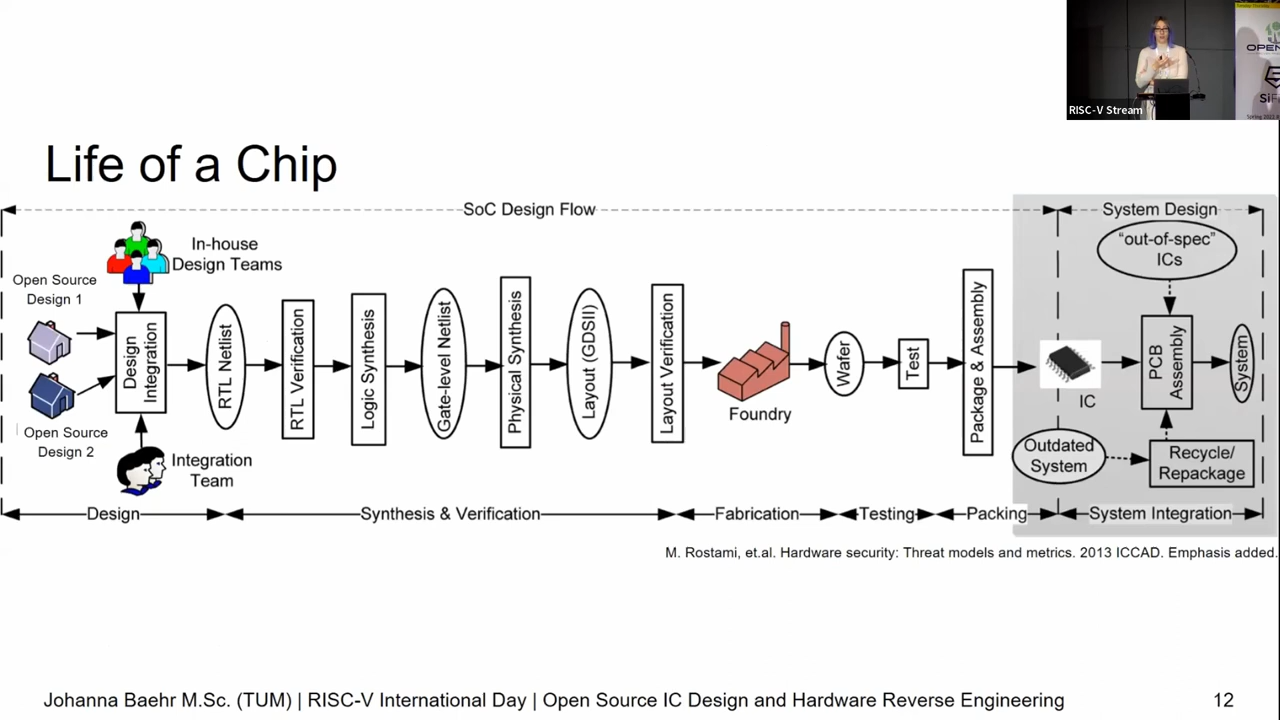 RISC-V Stream
OPEN
Life of a Chip
SoC Design Flow
System Design
In-house
Design Teams
"out-of-spec"
ICs
Open Source
Design 1
Design
Integration
RTL Netlist
RTL Verification
Logic Synthesis
Gate-level Netlist
Physical Synthesis
Layout (GDSII)
Layout Verification
Foundry
Wafer
Test
Package & Assembly
IC
PCB
Assembly
System
Open Source
Design 2
Integration
Team
Outdated
System
Recycle/
Repackage
Design
Synthesis & Verification
Fabrication
Testing
Packing
System Integration
M. Rostami, et.al. Hardware security: Threat models and metrics. 2013 ICCAD. Emphasis added.
Johanna Baehr M.Sc. (TUM) | RISC-V International Day | Open Source IC Design and Hardware Reverse Engineering
12